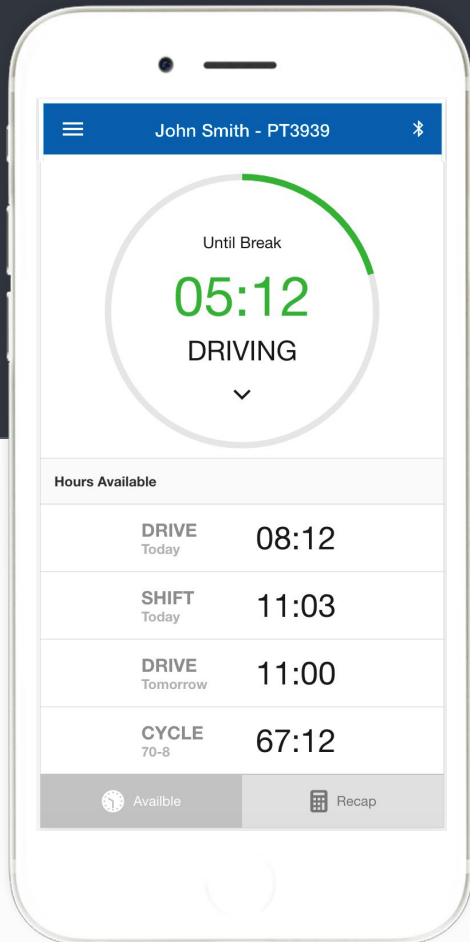 John Smith - PT3939
Until Break
05:12
DRIVING
Hours Available
DRIVE
Today
08:12
SHIFT
Today
11:03
DRIVE
Tomorrow
11:00
CYCLE
70-8
67:12
Availble
Recap